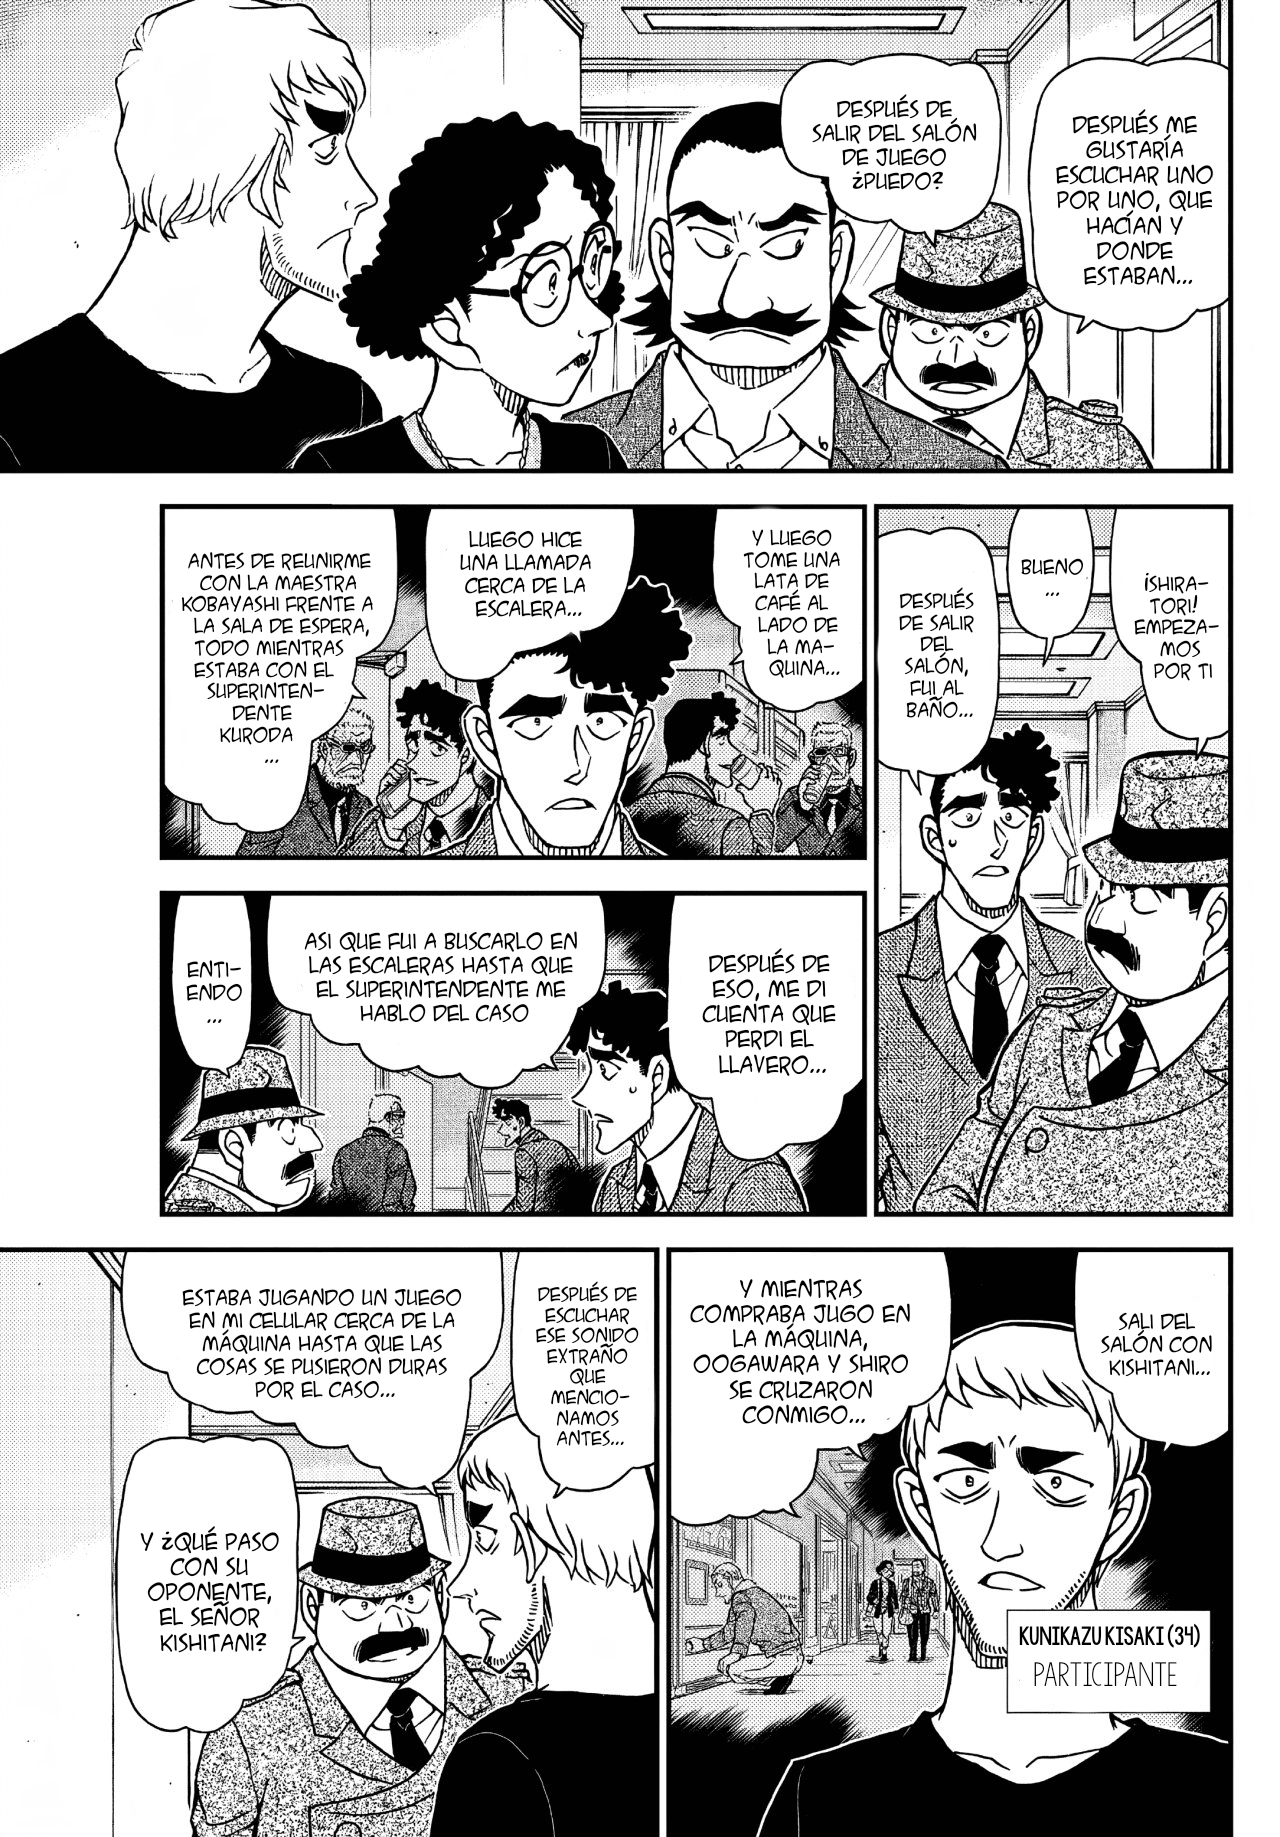 DESPUÉS ME
GUSTARÍA
ESCUCHAR UNO
POR UNO, QUE
HACÍAN Y
DONDE
ESTABAN...
DESPUÉS DE
SALIR DEL SALÓN
DE JUEGO
¿PUEDO?
¡SHIRA-
TORI!
EMPEZA-
MOS
POR TI
BUENO
...
DESPUÉS
DE SALIR
DEL
SALÓN,
FUI AL
BAÑO...
Y LUEGO
TOME UNA
LATA DE
CAFÉ AL
LADO DE
LA MA-
QUINA...
LUEGO HICE
UNA LLAMADA
CERCA DE LA
ESCALERA...
ANTES DE REUNIRME
CON LA MAESTRA
KOBAYASHI FRENTE A
LA SALA DE ESPERA,
TODO MIENTRAS
ESTABA CON EL
SUPERINTEN-
DENTE
KURODA
...
DESPUÉS DE
ESO, ME DI
CUENTA QUE
PERDI EL
LLAVERO...
ASI QUE FUI A BUSCARLO EN
LAS ESCALERAS HASTA QUE
EL SUPERINTENDENTE ME
HABLO DEL CASO
ENTI-
ENDO
...
SALI DEL
SALÓN CON
KISHITANI...
Y MIENTRAS
COMPRABA JUGO EN
LA MÁQUINA,
OOGAWARA Y SHIRO
SE CRUZARON
CONMIGO...
KUNIKAZU KISAKI (34)
PARTICIPANTE
DESPUÉS DE
ESCUCHAR
ESE SONIDO
EXTRAÑO
QUE
MENCIO-
NAMOS
ANTES...
ESTABA JUGANDO UN JUEGO
EN MI CELULAR CERCA DE LA
MÁQUINA HASTA QUE LAS
COSAS SE PUSIERON DURAS
POR EL CASO...
Y ¿QUÉ PASO
CON SU
OPONENTE,
EL SEÑOR
KISHITANI?